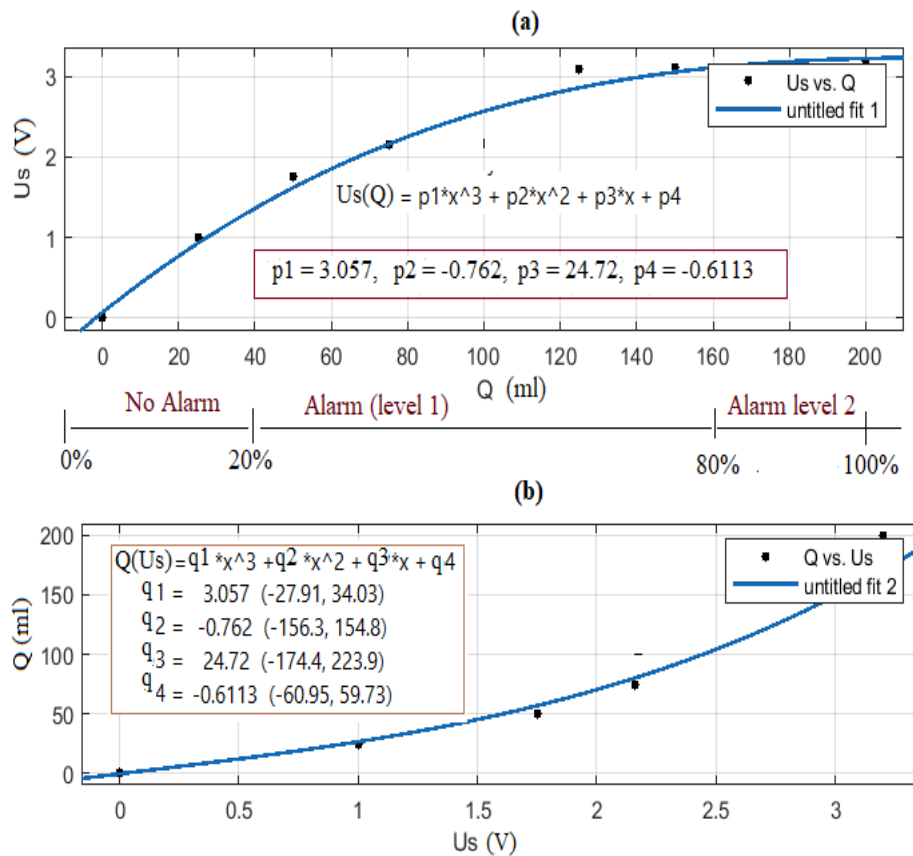 (a)
Us (V)
3
2
1
0
Us vs. Q
untitled fit 1
Us(Q) = p1*x^3 + p2*x^2 + p3*x + p4
p1 = 3.057, p2 = -0.762, p3 = 24.72, p4 = -0.6113
0 20 40 60 80 100 120 140 160 180 200
Q (ml)
No Alarm Alarm (level 1) Alarm level 2
0% 20% 80% 100%
(b)
Q (ml)
200
150
100
50
0
Q(Us) = q1 *x^3 + q2 *x^2 + q3*x + q4
q1 = 3.057 (-27.91, 34.03)
q2 = -0.762 (-156.3, 154.8)
q3 = 24.72 (-174.4, 223.9)
q4 = -0.6113 (-60.95, 59.73)
Q vs. Us
untitled fit 2
0 0.5 1 1.5 2 2.5 3
Us (V)